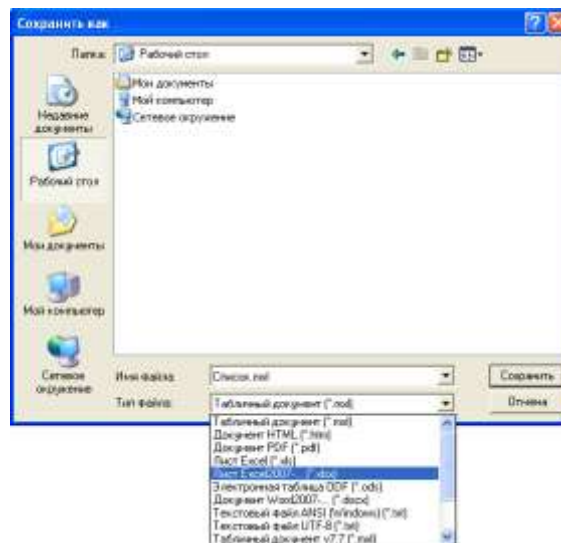 Сохранить как
Папка:
Рабочий стол
Мои документы
Мой компьютер
Сетевое окружение
Недавние документы
Рабочий стол
Мои документы
Мой компьютер
Сетевое окружение
Имя файла:
Список.mxl
Сохранить
Тип файла:
Табличный документ (*.mxl)
Отмена
Табличный документ (*.mxl)
Документ HTML (*.htm)
Документ PDF (*.pdf)
Лист Excel (*.xls)
Лист Excel2007-... (*.xlsx)
Электронная таблица ODF (*.ods)
Документ Word2007-... (*.docx)
Текстовый файл ANSI (Windows) (*.txt)
Текстовый файл UTF-8 (*.txt)
Табличный документ v7.7 (*.mxl)